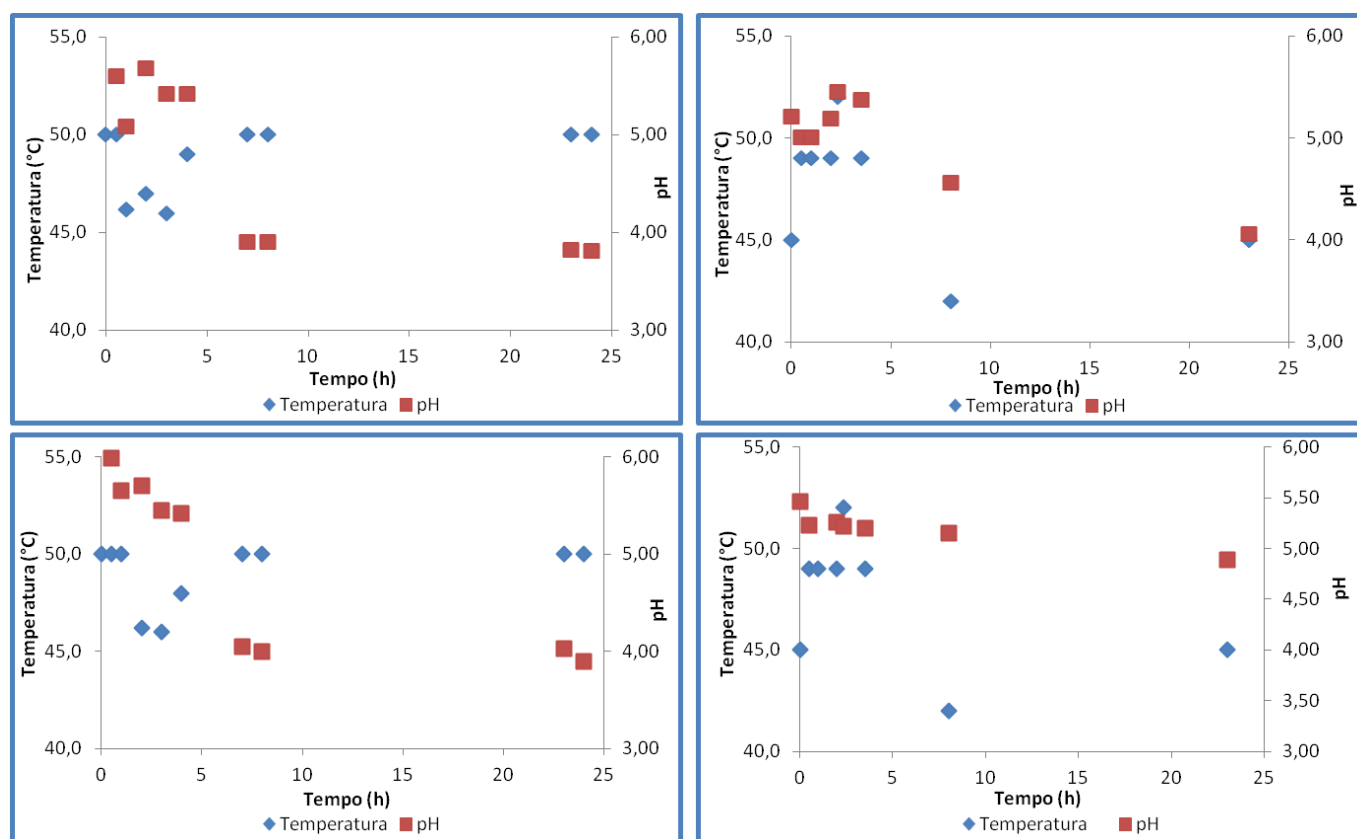 55,0
50,0
45,0
40,0
Temperatura (°C)
6,00
5,00
4,00
3,00
pH
0 5 10 15 20 25
Tempo (h)
Temperatura pH
55,0
50,0
45,0
40,0
Temperatura (°C)
6,00
5,00
4,00
3,00
pH
0 5 10 15 20 25
Tempo (h)
Temperatura pH
55,0
50,0
45,0
40,0
Temperatura (°C)
6,00
5,00
4,00
3,00
pH
0 5 10 15 20 25
Tempo (h)
Temperatura pH
55,0
50,0
45,0
40,0
Temperatura (°C)
6,00
5,50
5,00
4,50
4,00
3,50
3,00
pH
0 5 10 15 20 25
Tempo (h)
Temperatura pH